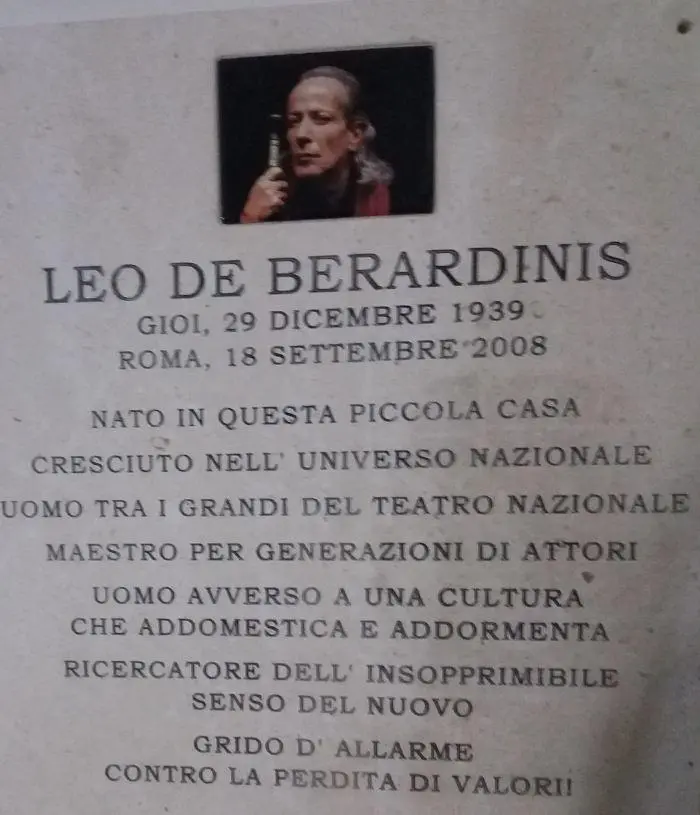 LEO DE BERARDINIS
GIOI, 29 DICEMBRE 1939
ROMA, 18 SETTEMBRE 2008
NATO IN QUESTA PICCOLA CASA
CRESCIUTO NELL' UNIVERSO NAZIONALE
UOMO TRA I GRANDI DEL TEATRO NAZIONALE
MAESTRO PER GENERAZIONI DI ATTORI
UOMO AVVERSO A UNA CULTURA
CHE ADDOMESTICA E ADDORMENTA
RICERCATORE DELL' INSOPPRIMIBILE
SENSO DEL NUOVO
GRIDO D' ALLARME
CONTRO LA PERDITA DI VALORI!